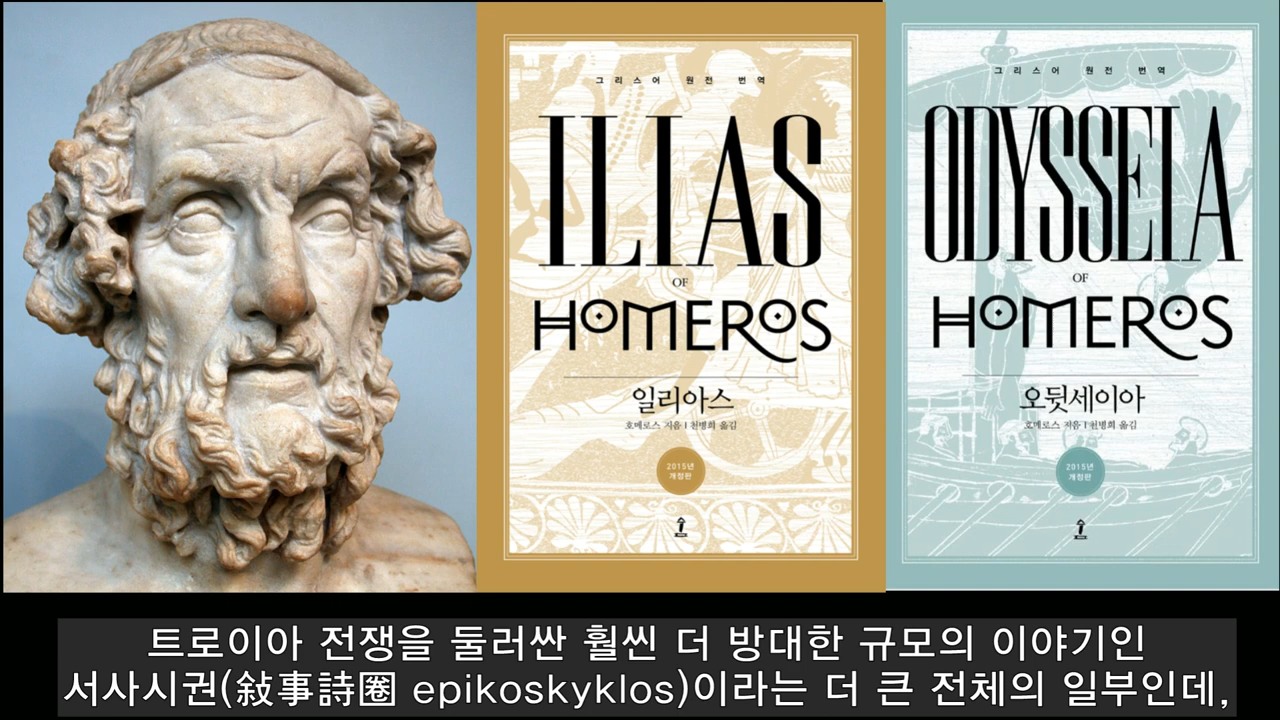 그리스어 원전 번역
ILIAS
OF
HOMEROS
일리아스
호메로스 지음 | 천병희 옮김
2015년
개정판
그리스어 원전 번역
ODYSSEIA
OF
HOMEROS
오뒷세이아
호메로스 지음 | 천병희 옮김
2015년
개정판
트로이아 전쟁을 둘러싼 훨씬 더 방대한 규모의 이야기인
서사시권(敍事詩圈 epikoskyklos)이라는 더 큰 전체의 일부인데,